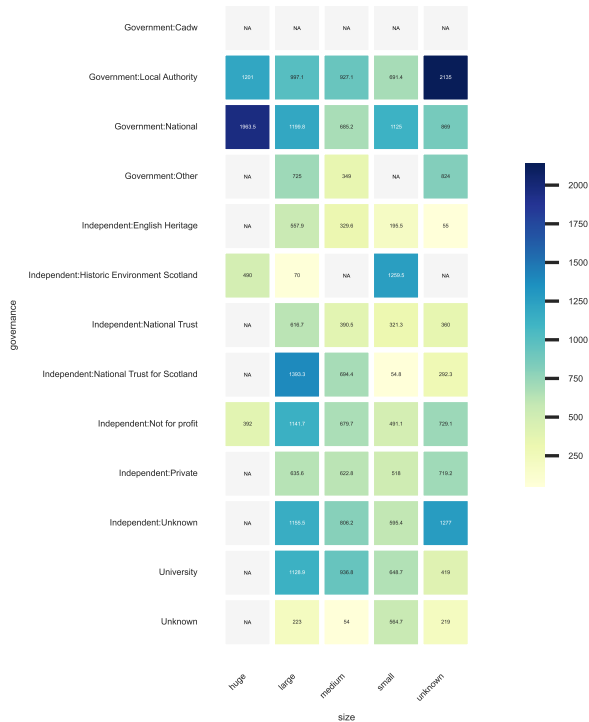 Government:Cadw NA NA NA NA NA
Government:Local Authority 1201 997.1 927.1 691.4 2135
Government:National 1963.5 1199.8 685.2 1125 869
Government:Other NA 725 349 NA 824
Independent:English Heritage NA 557.9 329.6 195.5 55
Independent:Historic Environment Scotland 490 70 NA 1259.5 NA
Independent:National Trust NA 616.7 390.5 321.3 360
Independent:National Trust for Scotland NA 1393.3 894.4 54.8 292.3
Independent:Not for profit 392 1141.7 679.7 491.1 729.1
Independent:Private NA 635.6 622.8 518 719.2
Independent:Unknown NA 1155.5 806.2 595.4 1277
University NA 1128.9 936.8 646.7 419
Unknown NA 223 54 564.7 219
huge large medium small unknown
size
governance
2000
1750
1500
1250
1000
750
500
250